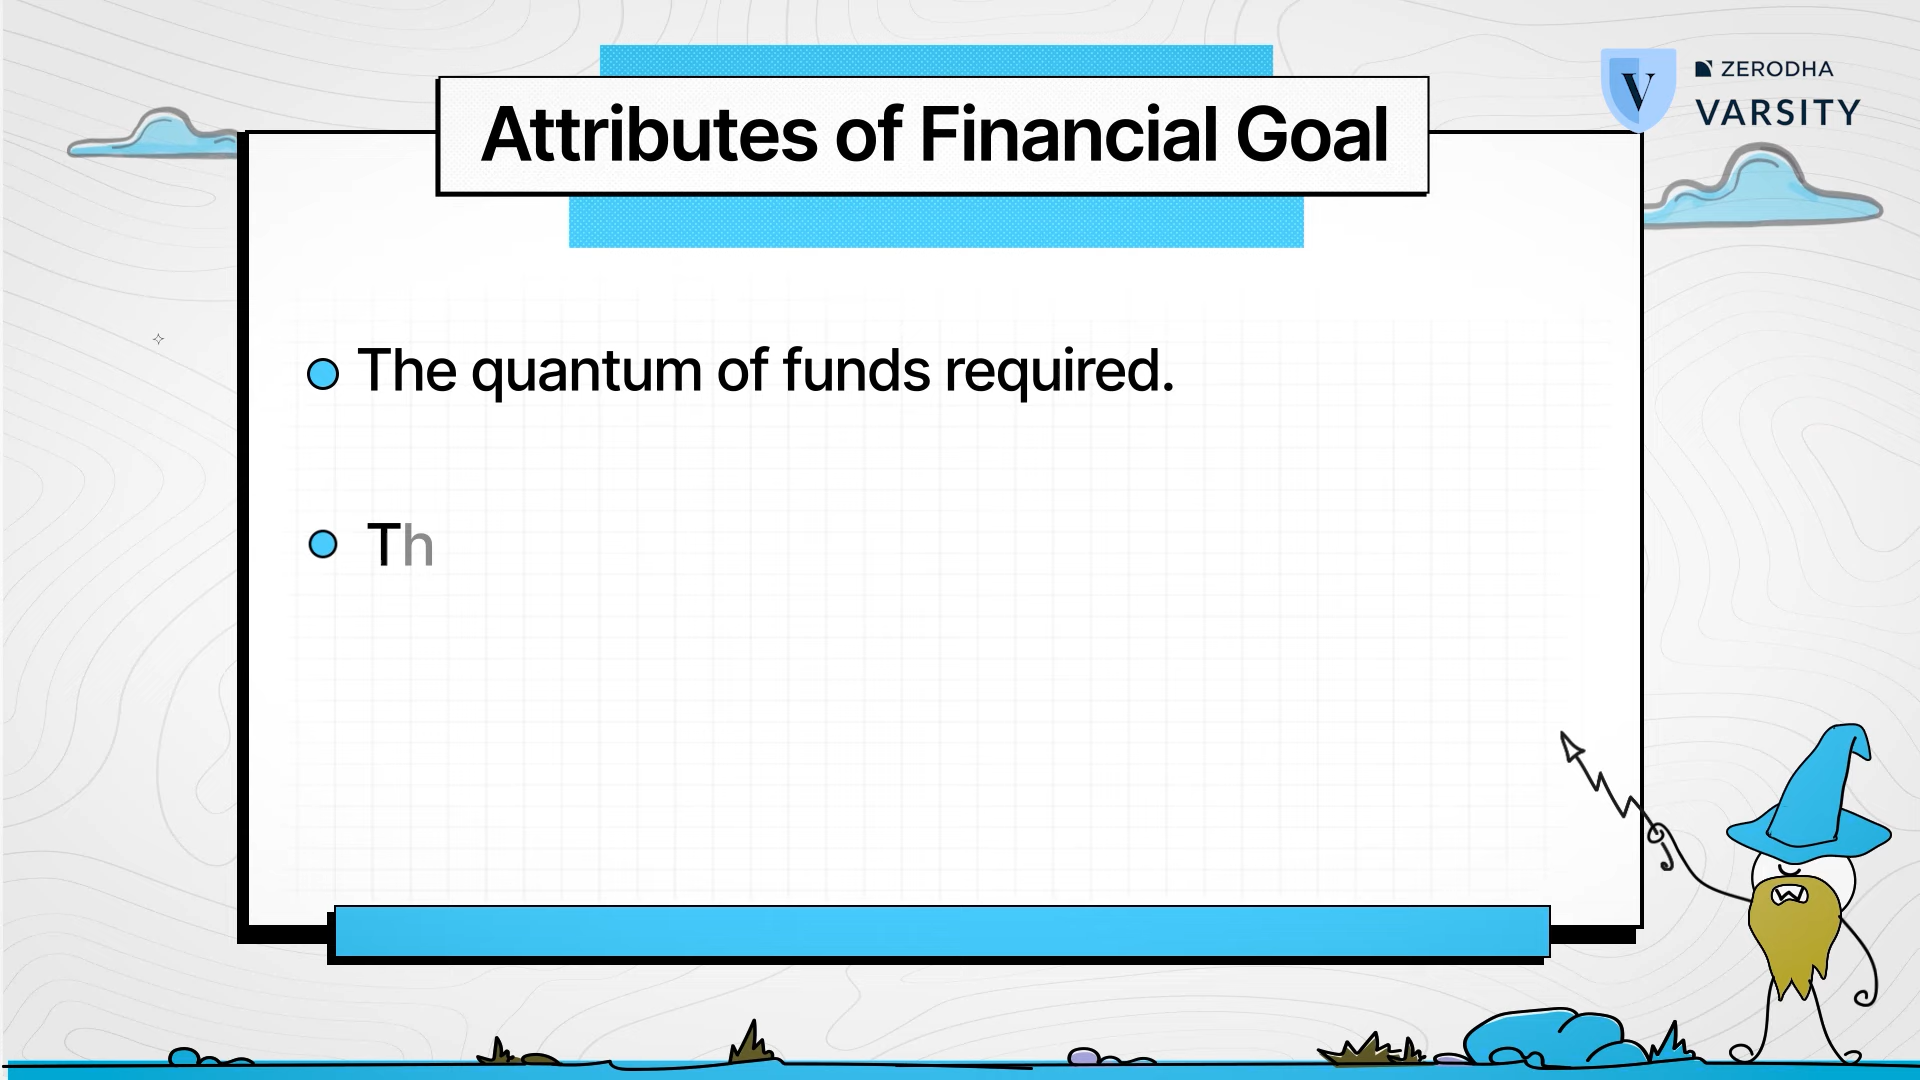 Attributes of Financial Goal
V
ZERODHA
VARSITY
The quantum of funds required.
Th